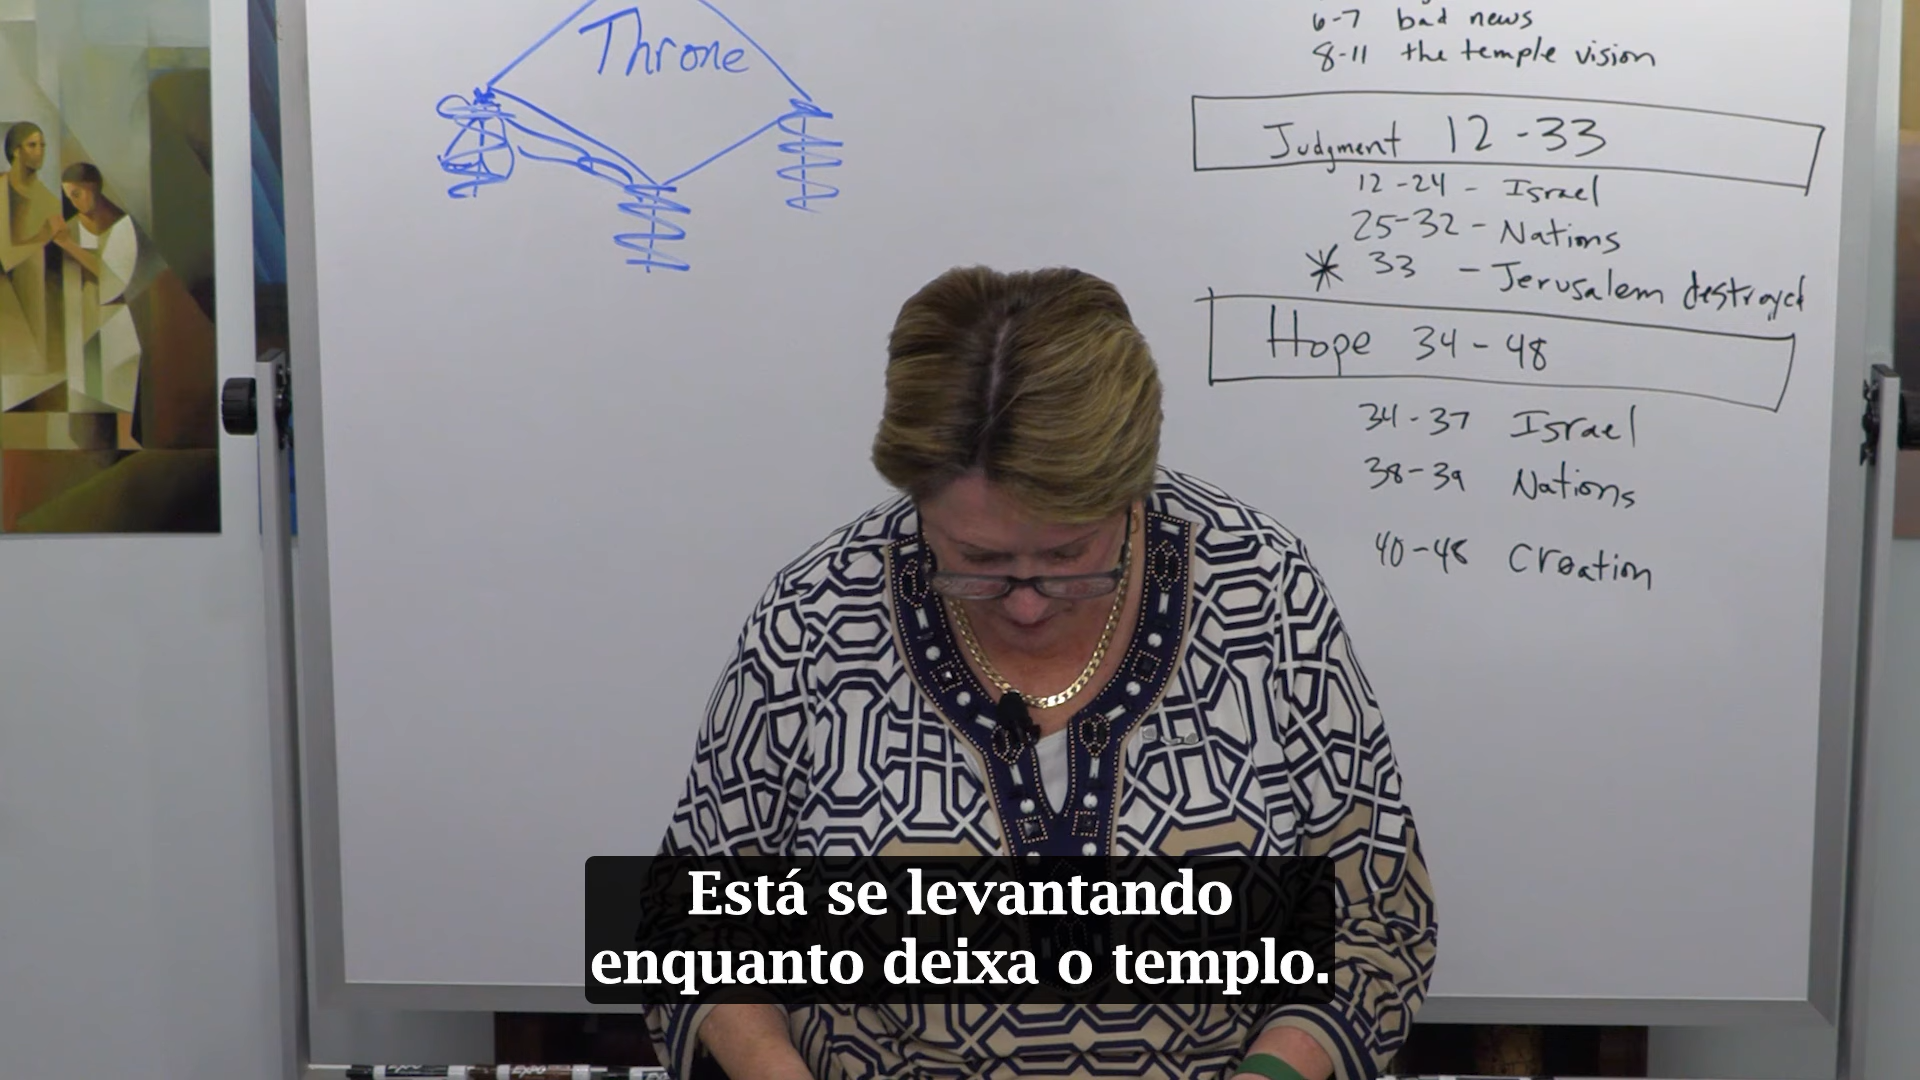 Throne
6-7 bad news
8-11 the temple vision
Judgment 12-33
12-24 - Israel
25-32 - Nations
* 33 - Jerusalem destroyed
Hope 34-48
34-37 Israel
38-39 Nations
40-48 Creation
Está se levantando
enquanto deixa o templo.
EXPO